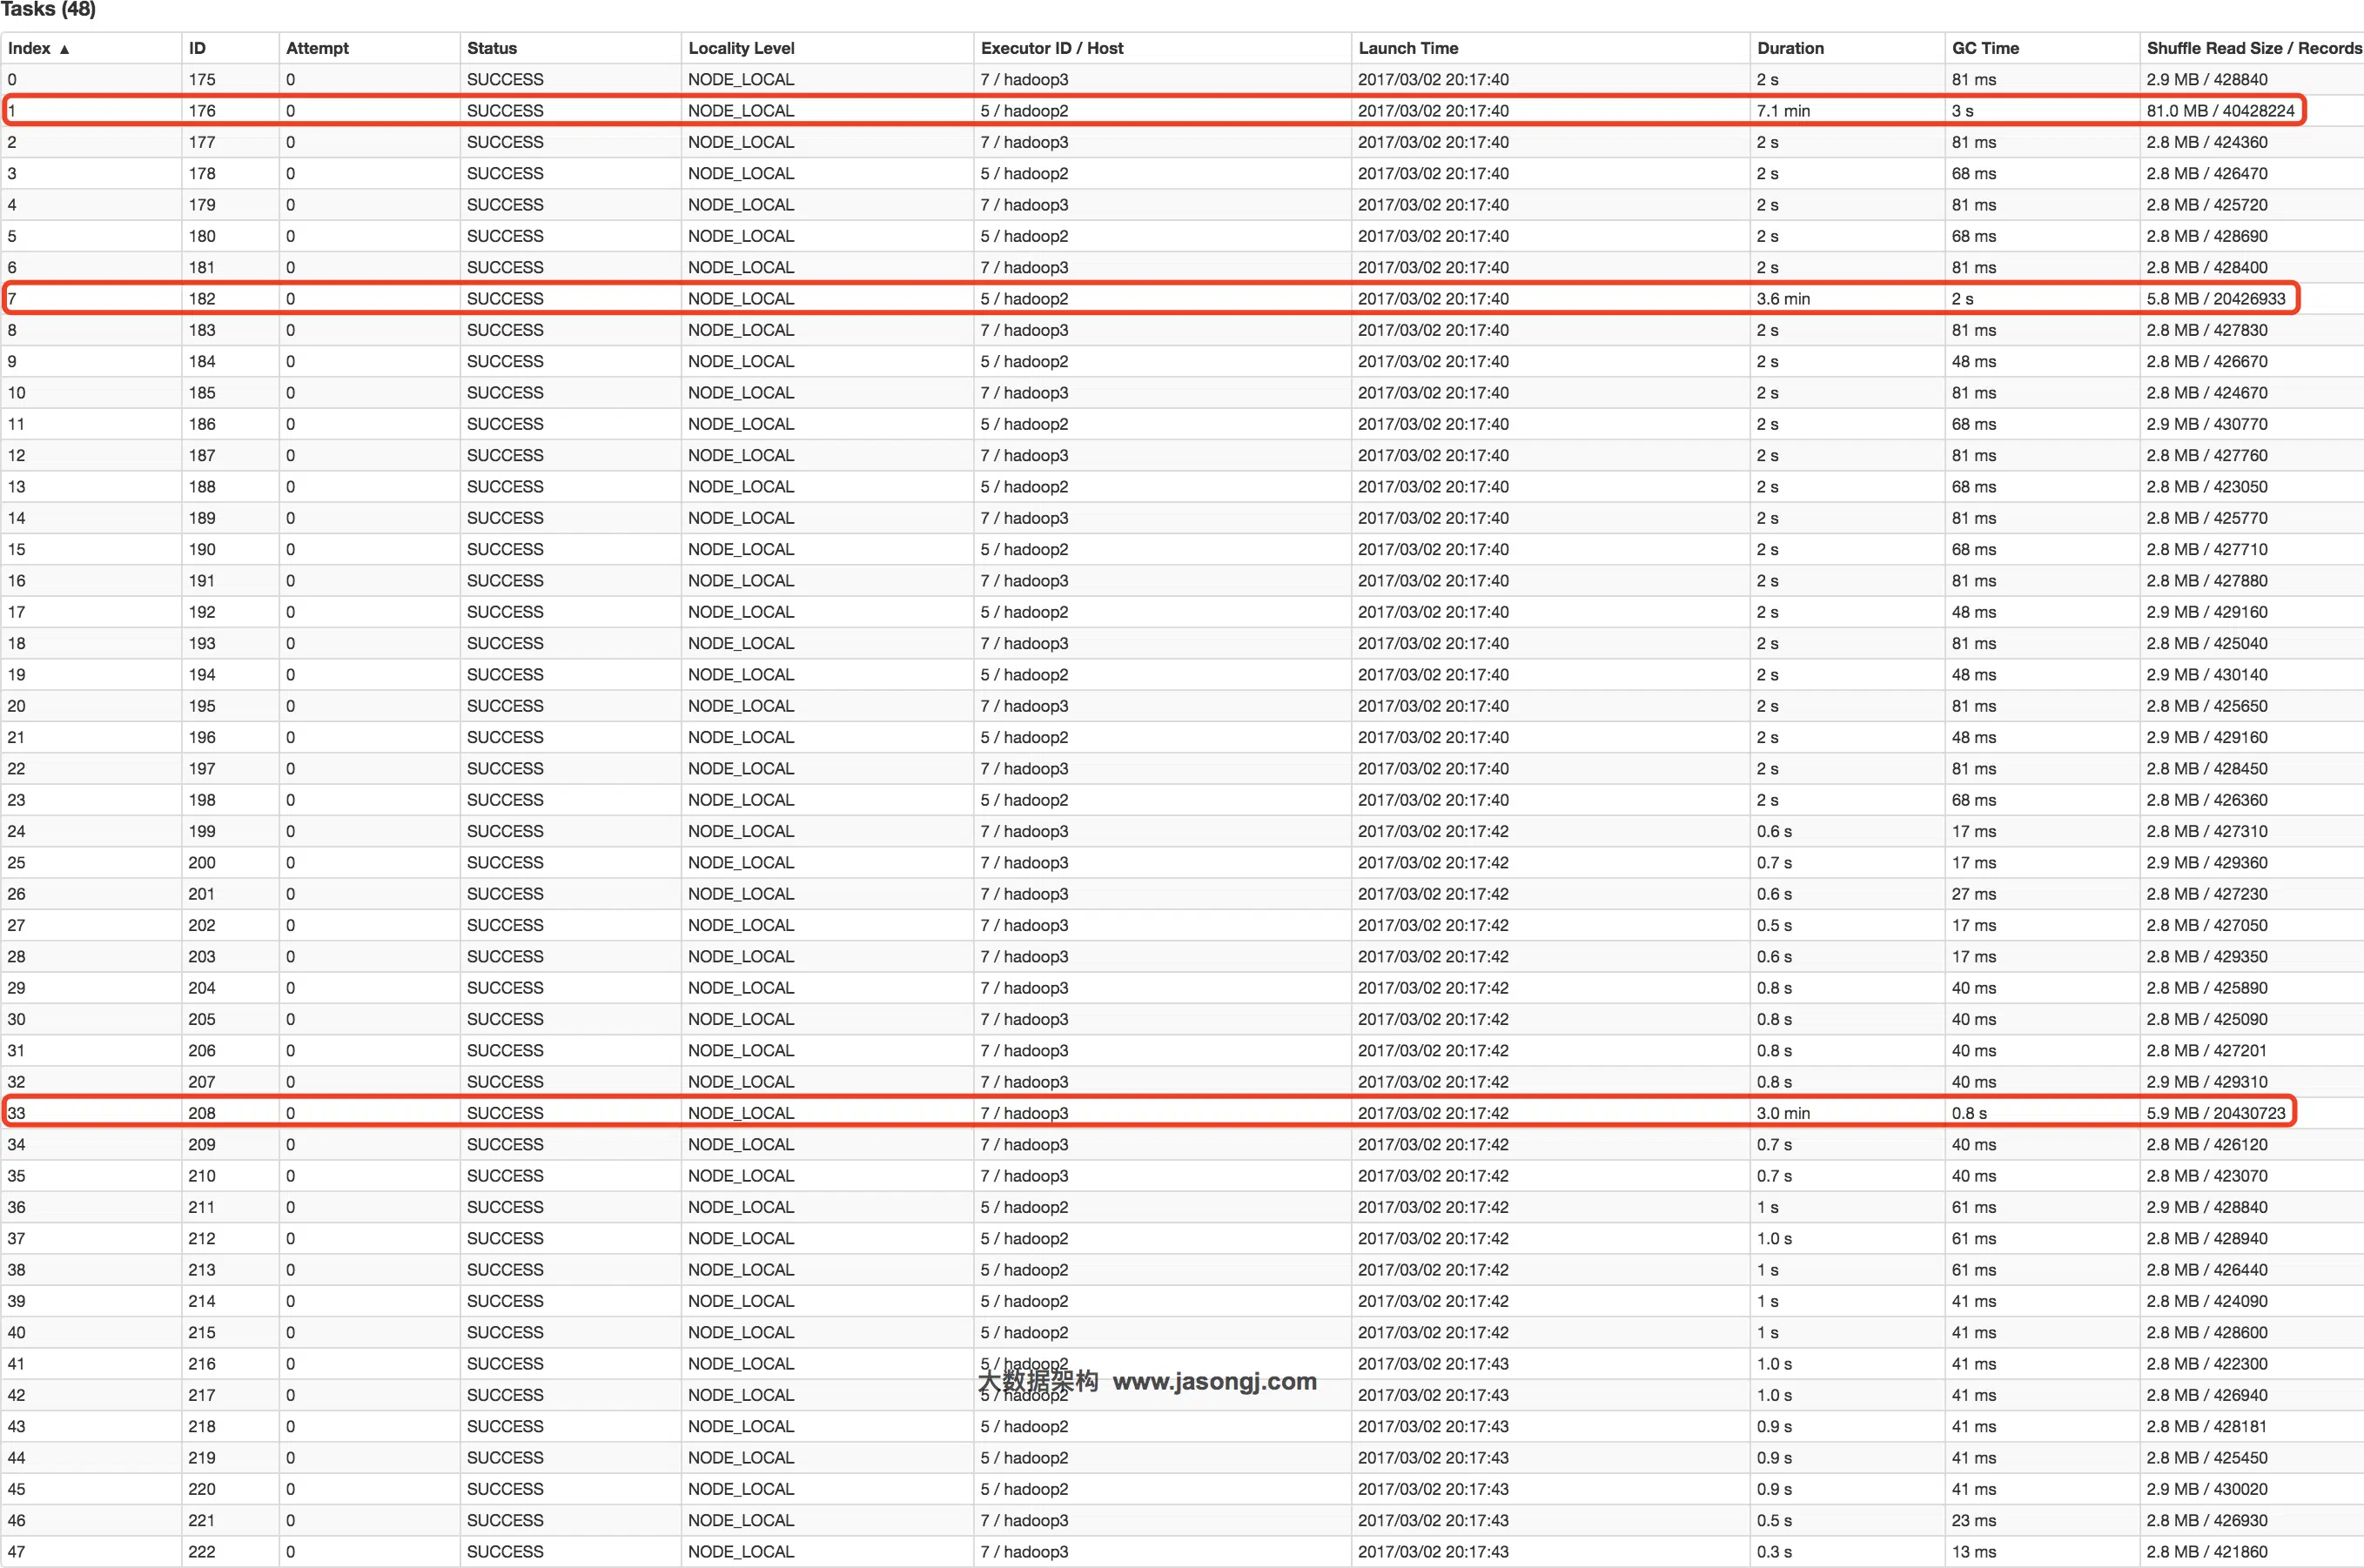 Tasks (48)
Index ▲ ID Attempt Status Locality Level Executor ID / Host Launch Time Duration GC Time Shuffle Read Size / Records
0 175 0 SUCCESS NODE_LOCAL 7 / hadoop3 2017/03/02 20:17:40 2 s 81 ms 2.9 MB / 428840
1 176 0 SUCCESS NODE_LOCAL 5 / hadoop2 2017/03/02 20:17:40 7.1 min 3 s 81.0 MB / 40428224
2 177 0 SUCCESS NODE_LOCAL 7 / hadoop3 2017/03/02 20:17:40 2 s 81 ms 2.8 MB / 424360
3 178 0 SUCCESS NODE_LOCAL 5 / hadoop2 2017/03/02 20:17:40 2 s 68 ms 2.8 MB / 426470
4 179 0 SUCCESS NODE_LOCAL 7 / hadoop3 2017/03/02 20:17:40 2 s 81 ms 2.8 MB / 425720
5 180 0 SUCCESS NODE_LOCAL 5 / hadoop2 2017/03/02 20:17:40 2 s 68 ms 2.8 MB / 428690
6 181 0 SUCCESS NODE_LOCAL 7 / hadoop3 2017/03/02 20:17:40 2 s 81 ms 2.8 MB / 428400
7 182 0 SUCCESS NODE_LOCAL 5 / hadoop2 2017/03/02 20:17:40 3.6 min 2 s 5.8 MB / 20426933
8 183 0 SUCCESS NODE_LOCAL 7 / hadoop3 2017/03/02 20:17:40 2 s 81 ms 2.8 MB / 427830
9 184 0 SUCCESS NODE_LOCAL 5 / hadoop2 2017/03/02 20:17:40 2 s 48 ms 2.8 MB / 426670
10 185 0 SUCCESS NODE_LOCAL 7 / hadoop3 2017/03/02 20:17:40 2 s 81 ms 2.8 MB / 424670
11 186 0 SUCCESS NODE_LOCAL 5 / hadoop2 2017/03/02 20:17:40 2 s 68 ms 2.9 MB / 430770
12 187 0 SUCCESS NODE_LOCAL 7 / hadoop3 2017/03/02 20:17:40 2 s 81 ms 2.8 MB / 427760
13 188 0 SUCCESS NODE_LOCAL 5 / hadoop2 2017/03/02 20:17:40 2 s 68 ms 2.8 MB / 423050
14 189 0 SUCCESS NODE_LOCAL 7 / hadoop3 2017/03/02 20:17:40 2 s 81 ms 2.8 MB / 425770
15 190 0 SUCCESS NODE_LOCAL 5 / hadoop2 2017/03/02 20:17:40 2 s 68 ms 2.8 MB / 427710
16 191 0 SUCCESS NODE_LOCAL 7 / hadoop3 2017/03/02 20:17:40 2 s 81 ms 2.8 MB / 427880
17 192 0 SUCCESS NODE_LOCAL 5 / hadoop2 2017/03/02 20:17:40 2 s 48 ms 2.9 MB / 429160
18 193 0 SUCCESS NODE_LOCAL 7 / hadoop3 2017/03/02 20:17:40 2 s 81 ms 2.8 MB / 425040
19 194 0 SUCCESS NODE_LOCAL 5 / hadoop2 2017/03/02 20:17:40 2 s 48 ms 2.9 MB / 430140
20 195 0 SUCCESS NODE_LOCAL 7 / hadoop3 2017/03/02 20:17:40 2 s 81 ms 2.8 MB / 425650
21 196 0 SUCCESS NODE_LOCAL 5 / hadoop2 2017/03/02 20:17:40 2 s 48 ms 2.9 MB / 429160
22 197 0 SUCCESS NODE_LOCAL 7 / hadoop3 2017/03/02 20:17:40 2 s 81 ms 2.8 MB / 428450
23 198 0 SUCCESS NODE_LOCAL 5 / hadoop2 2017/03/02 20:17:40 2 s 68 ms 2.8 MB / 426360
24 199 0 SUCCESS NODE_LOCAL 7 / hadoop3 2017/03/02 20:17:42 0.6 s 17 ms 2.8 MB / 427310
25 200 0 SUCCESS NODE_LOCAL 7 / hadoop3 2017/03/02 20:17:42 0.7 s 17 ms 2.9 MB / 429360
26 201 0 SUCCESS NODE_LOCAL 7 / hadoop3 2017/03/02 20:17:42 0.6 s 27 ms 2.8 MB / 427230
27 202 0 SUCCESS NODE_LOCAL 7 / hadoop3 2017/03/02 20:17:42 0.5 s 17 ms 2.8 MB / 427050
28 203 0 SUCCESS NODE_LOCAL 7 / hadoop3 2017/03/02 20:17:42 0.6 s 17 ms 2.8 MB / 429350
29 204 0 SUCCESS NODE_LOCAL 7 / hadoop3 2017/03/02 20:17:42 0.8 s 40 ms 2.8 MB / 425890
30 205 0 SUCCESS NODE_LOCAL 7 / hadoop3 2017/03/02 20:17:42 0.8 s 40 ms 2.8 MB / 425090
31 206 0 SUCCESS NODE_LOCAL 7 / hadoop3 2017/03/02 20:17:42 0.8 s 40 ms 2.8 MB / 427201
32 207 0 SUCCESS NODE_LOCAL 7 / hadoop3 2017/03/02 20:17:42 0.8 s 40 ms 2.9 MB / 429310
33 208 0 SUCCESS NODE_LOCAL 7 / hadoop3 2017/03/02 20:17:42 3.0 min 0.8 s 5.9 MB / 20430723
34 209 0 SUCCESS NODE_LOCAL 7 / hadoop3 2017/03/02 20:17:42 0.7 s 40 ms 2.8 MB / 426120
35 210 0 SUCCESS NODE_LOCAL 7 / hadoop3 2017/03/02 20:17:42 0.7 s 40 ms 2.8 MB / 423070
36 211 0 SUCCESS NODE_LOCAL 5 / hadoop2 2017/03/02 20:17:42 1 s 61 ms 2.9 MB / 428840
37 212 0 SUCCESS NODE_LOCAL 5 / hadoop2 2017/03/02 20:17:42 1.0 s 61 ms 2.8 MB / 428940
38 213 0 SUCCESS NODE_LOCAL 5 / hadoop2 2017/03/02 20:17:42 1 s 61 ms 2.8 MB / 426440
39 214 0 SUCCESS NODE_LOCAL 5 / hadoop2 2017/03/02 20:17:42 1 s 41 ms 2.8 MB / 424090
40 215 0 SUCCESS NODE_LOCAL 5 / hadoop2 2017/03/02 20:17:42 1 s 41 ms 2.8 MB / 428600
41 216 0 SUCCESS NODE_LOCAL 5 / hadoop2 2017/03/02 20:17:43 1.0 s 41 ms 2.8 MB / 422300
大数据架构 www.jasongj.com
42 217 0 SUCCESS NODE_LOCAL 5 / hadoop2 2017/03/02 20:17:43 1.0 s 41 ms 2.8 MB / 426940
43 218 0 SUCCESS NODE_LOCAL 5 / hadoop2 2017/03/02 20:17:43 0.9 s 41 ms 2.8 MB / 428181
44 219 0 SUCCESS NODE_LOCAL 5 / hadoop2 2017/03/02 20:17:43 0.9 s 41 ms 2.8 MB / 425450
45 220 0 SUCCESS NODE_LOCAL 5 / hadoop2 2017/03/02 20:17:43 0.9 s 41 ms 2.9 MB / 430020
46 221 0 SUCCESS NODE_LOCAL 7 / hadoop3 2017/03/02 20:17:43 0.5 s 23 ms 2.8 MB / 426930
47 222 0 SUCCESS NODE_LOCAL 7 / hadoop3 2017/03/02 20:17:43 0.3 s 13 ms 2.8 MB / 421860